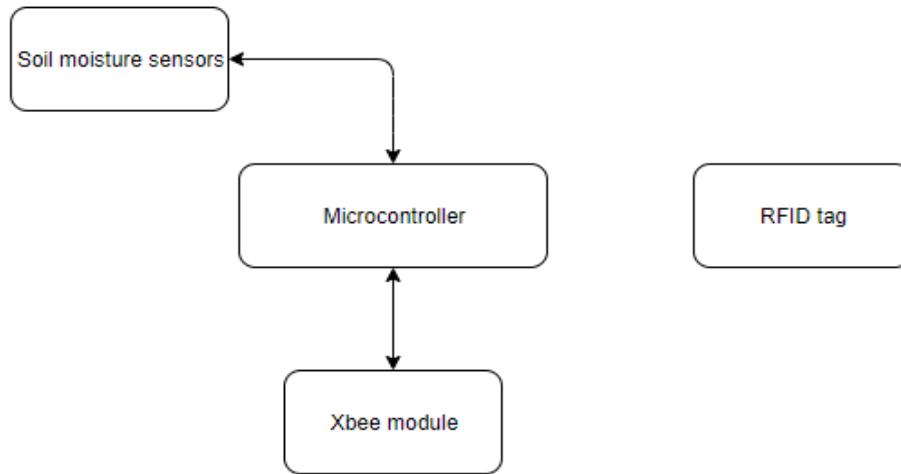 Soil moisture sensors
Microcontroller
RFID tag
Xbee module